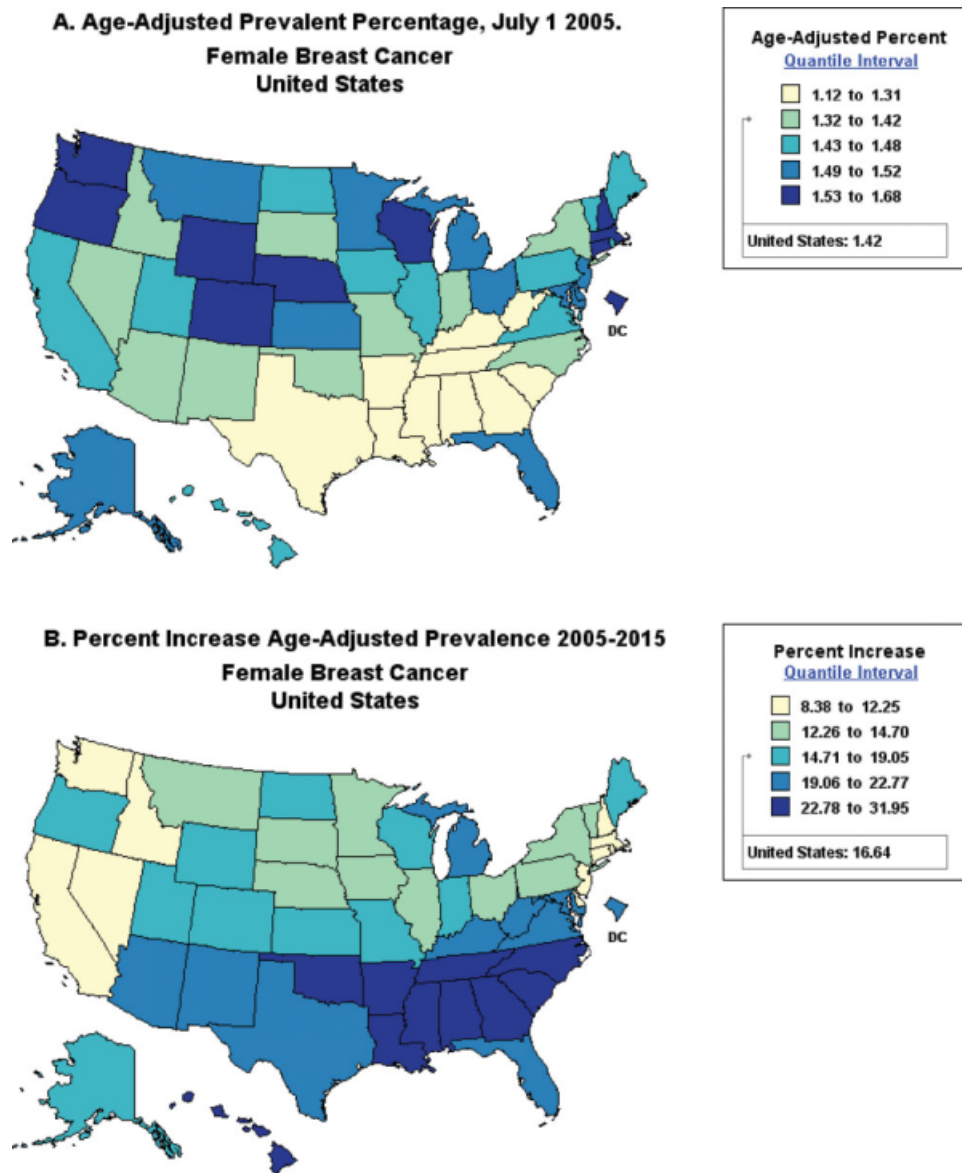 A. Age-Adjusted Prevalent Percentage, July 1 2005.
Female Breast Cancer
United States
Age-Adjusted Percent
Quantile Interval
1.12 to 1.31
1.32 to 1.42
1.43 to 1.48
1.49 to 1.52
1.53 to 1.68
United States: 1.42
DC
B. Percent Increase Age-Adjusted Prevalence 2005-2015
Female Breast Cancer
United States
Percent Increase
Quantile Interval
8.38 to 12.25
12.26 to 14.70
14.71 to 19.05
19.06 to 22.77
22.78 to 31.95
United States: 16.64
DC